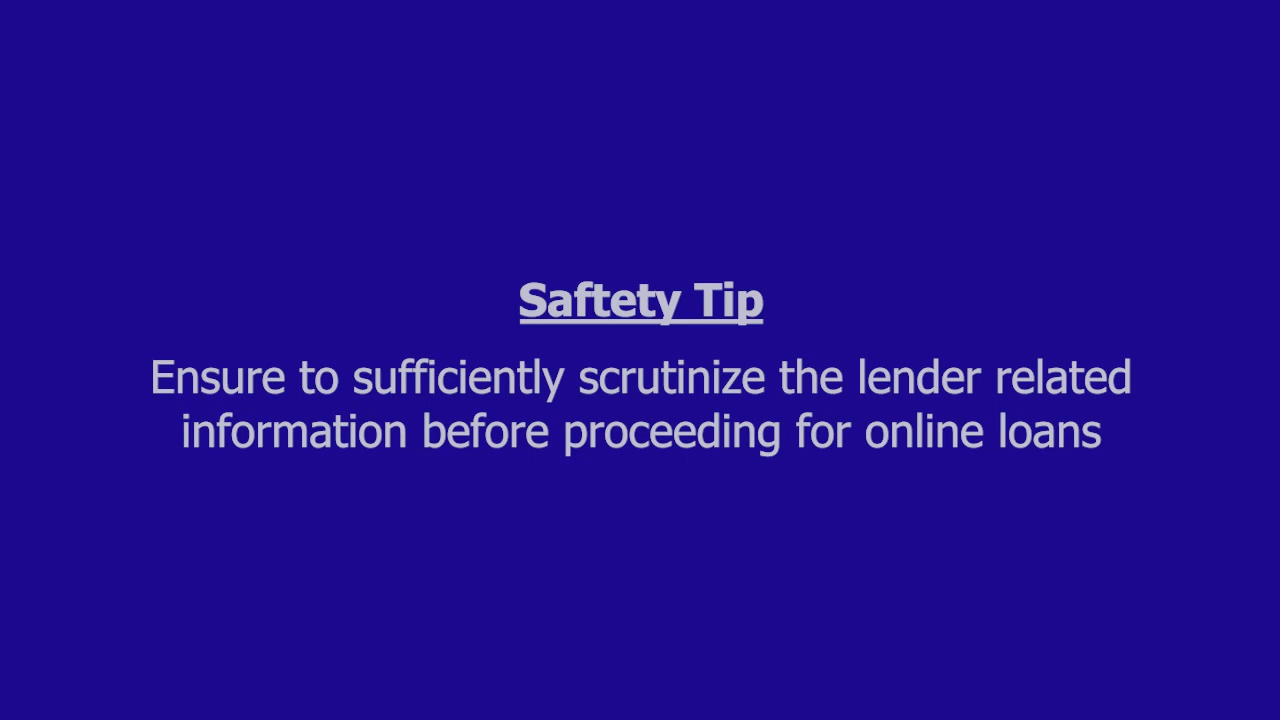 Saftety Tip
Ensure to sufficiently scrutinize the lender related
information before proceeding for online loans